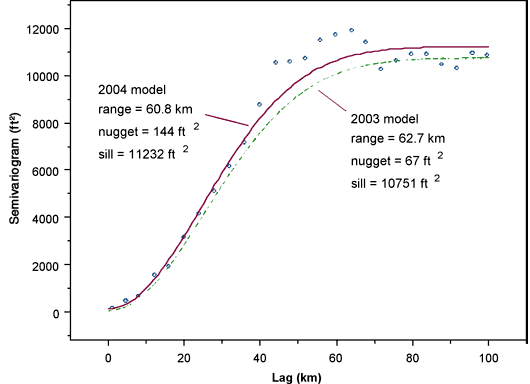 12000
10000
8000
6000
4000
2000
0
Semivariogram (ft²)
2004 model
range = 60.8 km
nugget = 144 ft 2
sill = 11232 ft 2
2003 model
range = 62.7 km
nugget = 67 ft 2
sill = 10751 ft 2
0 20 40 60 80 100
Lag (km)